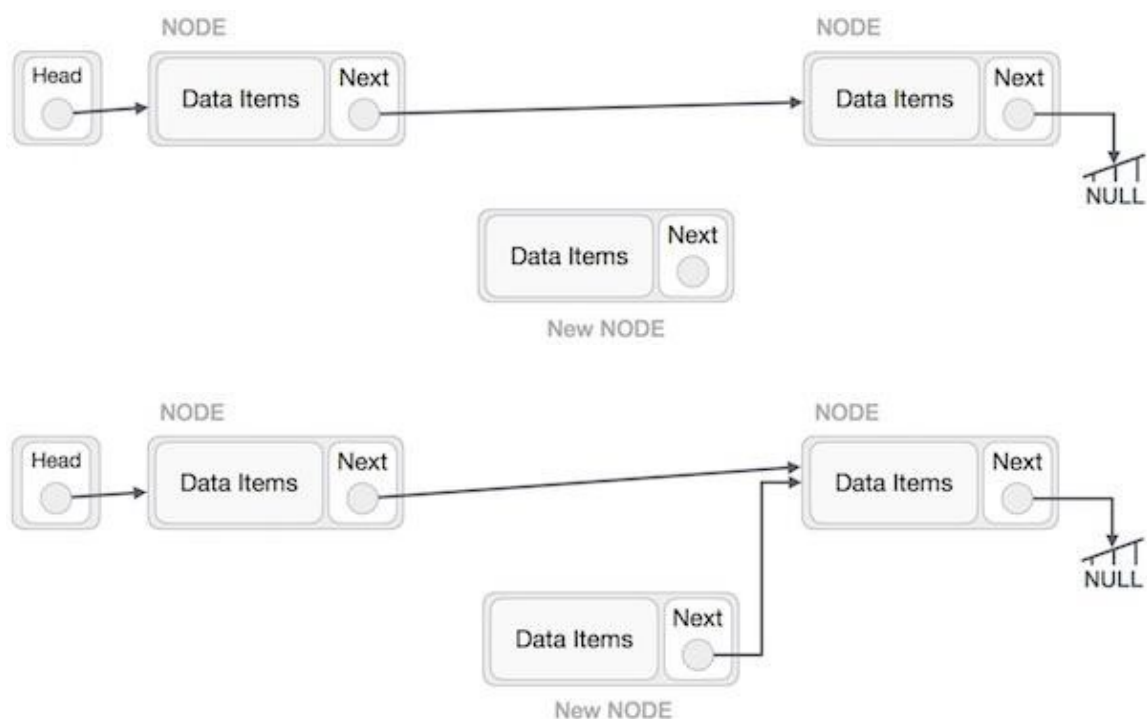 NODE NODE
Head Next Next
Data Items Data Items
NULL
Next
Data Items
New NODE
NODE NODE
Head Next Next
Data Items Data Items
NULL
Next
Data Items
New NODE